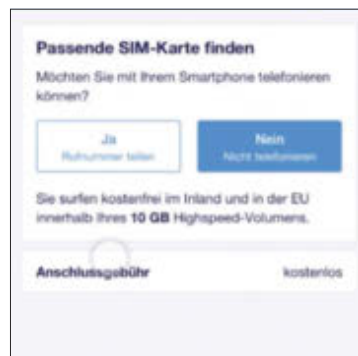 Passende SIM-Karte finden
Möchten Sie mit Ihrem Smartphone telefonieren
können?
Ja
Rufnummer teilen
Nein
Nicht telefonieren
Sie surfen kostenfrei im Inland und in der EU
innerhalb Ihres 10 GB Highspeed-Volumens.
Anschlussgebühr
kostenlos